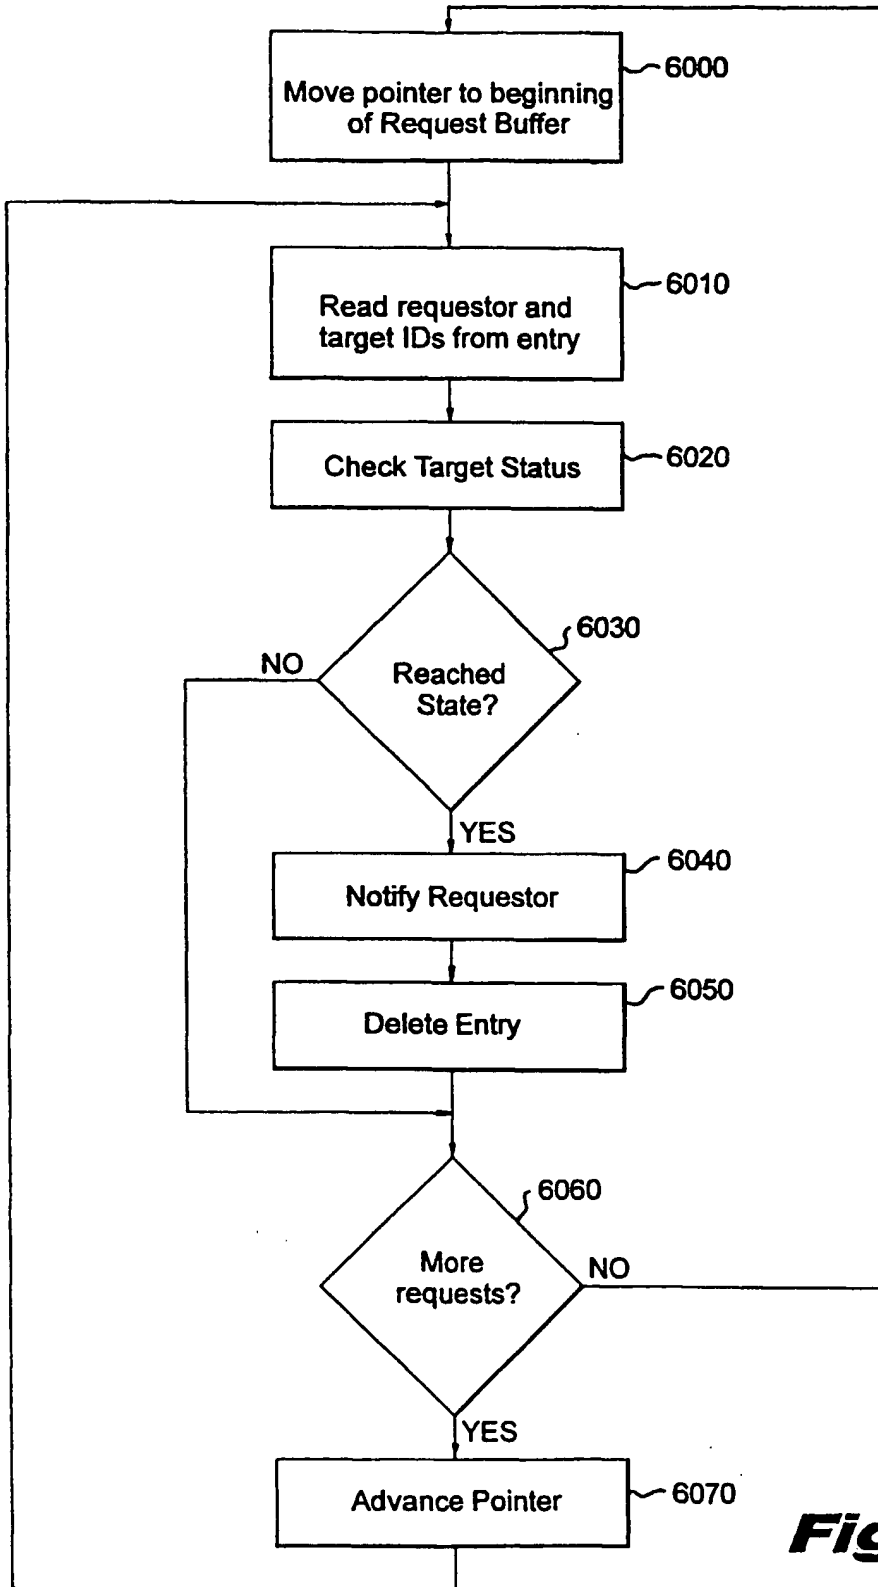 6000
Move pointer to beginning
of Request Buffer
6010
Read requestor and
target IDs from entry
Check Target Status
6020
6030
NO
Reached
State?
YES
6040
Notify Requestor
6050
Delete Entry
6060
More
requests?
NO
YES
Advance Pointer
6070
Fig